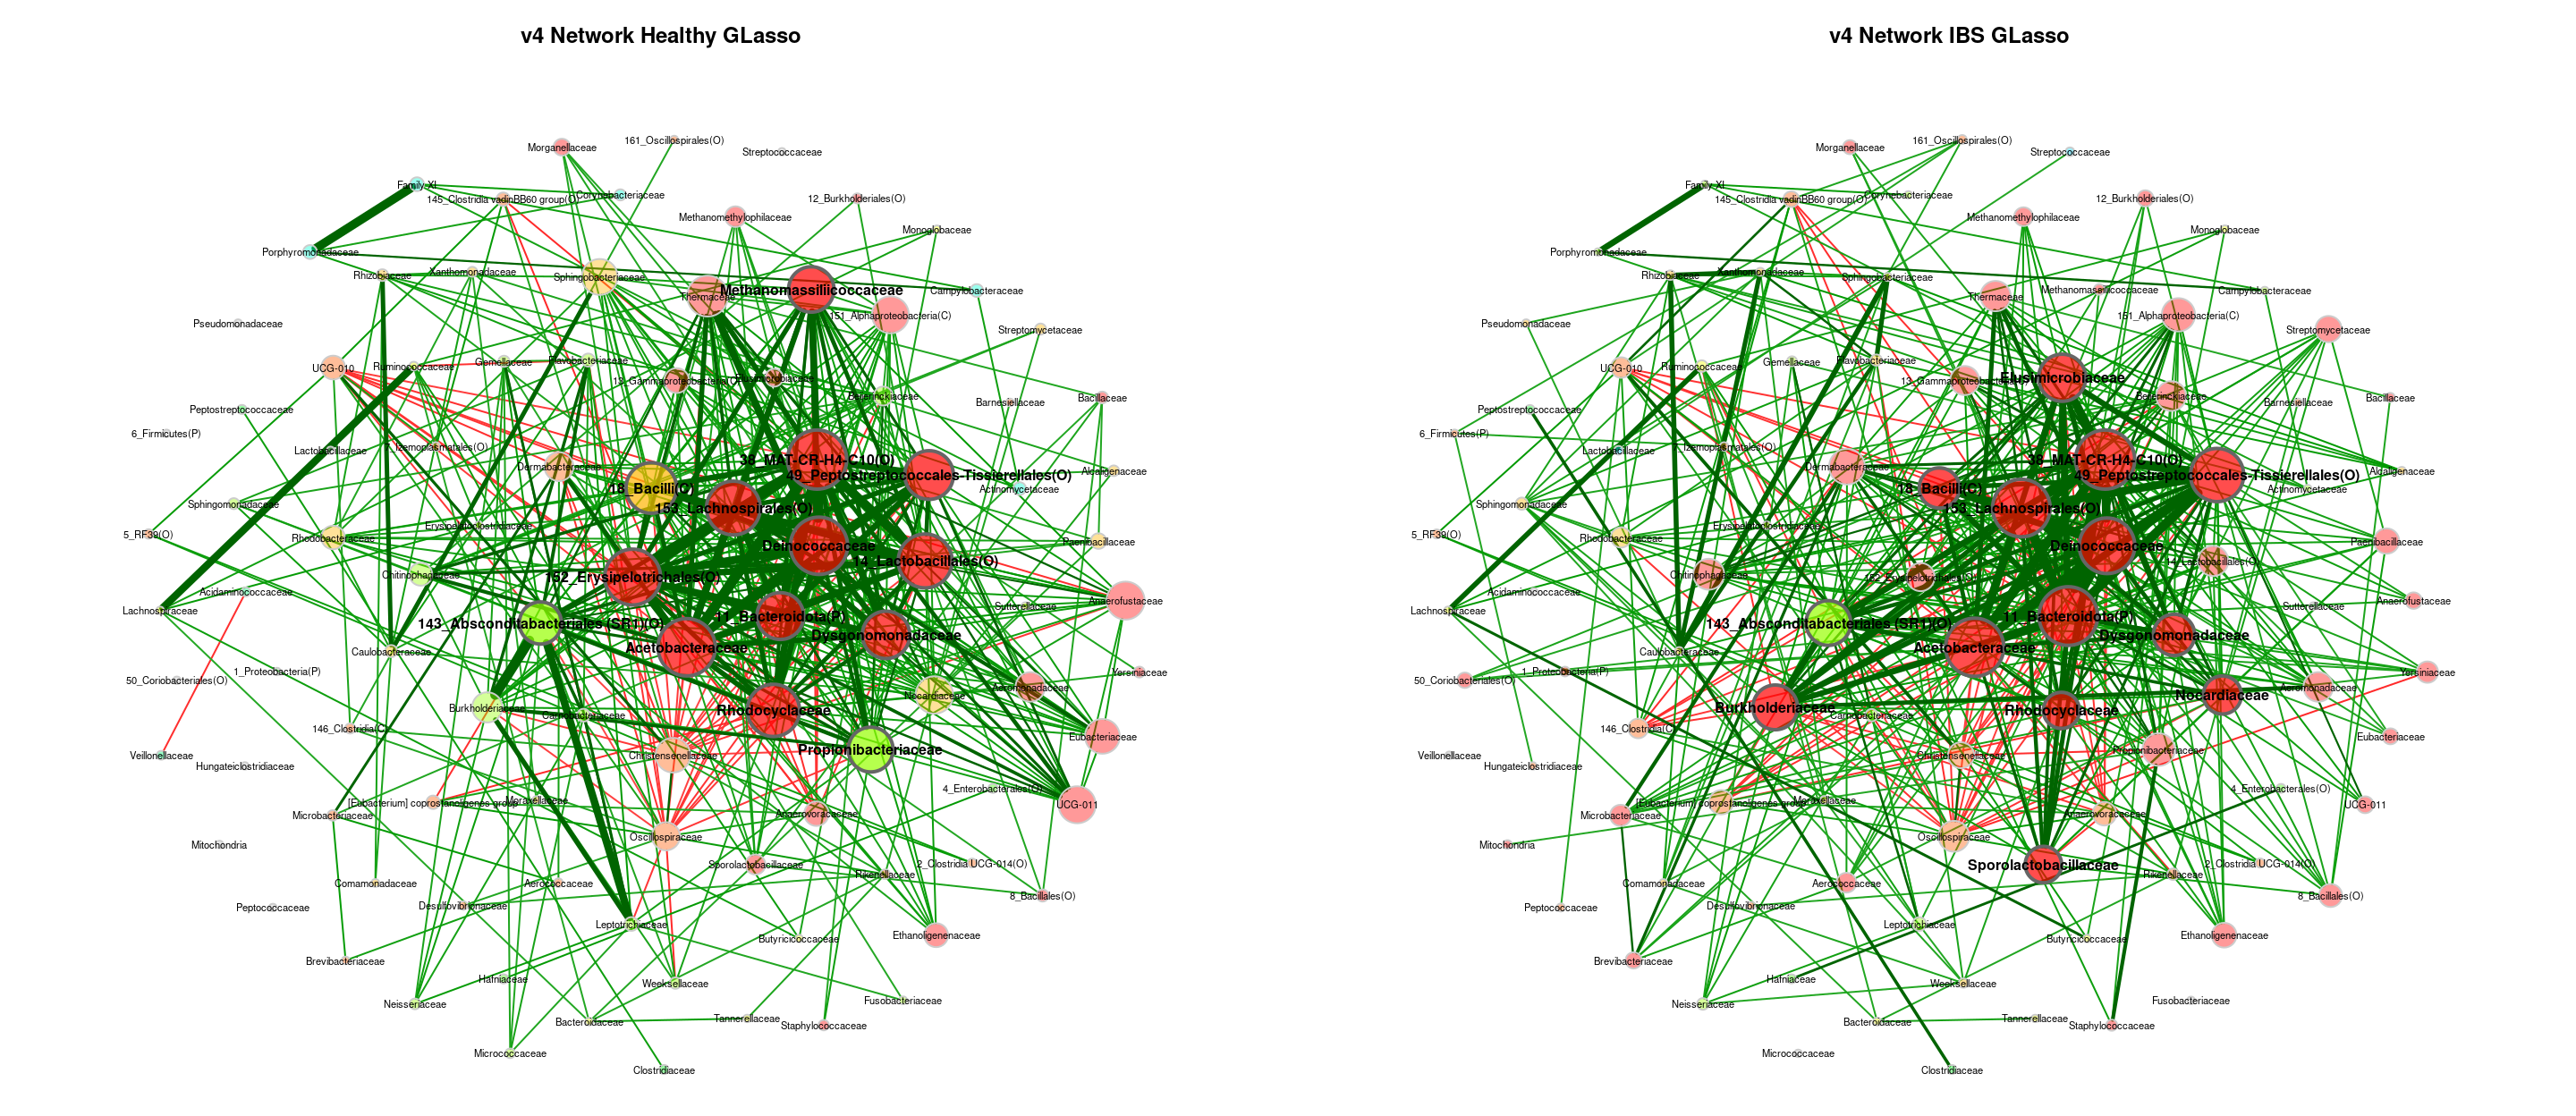 v4 Network Healthy GLasso
Morganellaceae
161_Oscillospirales(O)
Streptococcaceae
Family XI
145_Clostridia vadinBB60 group(O)
Corynebacteriaceae
12_Burkholderiales(O)
Methanomethylophilaceae
Monoglobaceae
Porphyromonadaceae
Rhizobiaceae
Xanthomonadaceae
Sphingobacteriaceae
Thermaceae
Methanomassiliicoccaceae
Campylobacteraceae
151_Alphaproteobacteria(C)
Pseudomonadaceae
Streptomycetaceae
UCG-010
Ruminococcaceae
Gemellaceae
Flavobacteriaceae
13_Gammaproteobacteria(C)
Elusimicrobiaceae
Beijerinckiaceae
Barnesiellaceae
Bacillaceae
Peptostreptococcaceae
6_Firmicutes(P)
Lactobacillaceae
7_Izemoplasmatales(O)
Dermabacteraceae
38_MAT-CR-H4-C10(O)
49_Peptostreptococcales-Tissierellales(O)
Alcaligenaceae
18_Bacilli(C)
Actinomycetaceae
Sphingomonadaceae
153_Lachnospirales(O)
Erysipelatoclostridiaceae
5_RF39(O)
Rhodobacteraceae
Deinococcaceae
Paenibacillaceae
14_Lactobacillales(O)
Chitinophagaceae
152_Erysipelotrichales(O)
Acidaminococcaceae
Anaerofustaceae
Lachnospiraceae
Sutterellaceae
11_Bacteroidota(P)
143_Absconditabacteriales (SR1)(O)
Dysgonomonadaceae
Caulobacteraceae
Acetobacteraceae
1_Proteobacteria(P)
Yersiniaceae
50_Coriobacteriales(O)
Aeromonadaceae
Nocardiaceae
Burkholderiaceae
Carnobacteriaceae
Rhodocyclaceae
146_Clostridia(C)
Eubacteriaceae
Propionibacteriaceae
Veillonellaceae
Christensenellaceae
Hungateiclostridiaceae
4_Enterobacterales(O)
[Eubacterium] coprostanoligenes group
Moraxellaceae
UCG-011
Microbacteriaceae
Anaerovoracaceae
Oscillospiraceae
Mitochondria
Sporolactobacillaceae
2_Clostridia UCG-014(O)
Rikenellaceae
Comamonadaceae
Aerococcaceae
8_Bacillales(O)
Peptococcaceae
Desulfovibrionaceae
Leptotrichiaceae
Butyricicoccaceae
Ethanoligenenaceae
Brevibacteriaceae
Hafniaceae
Weeksellaceae
Neisseriaceae
Fusobacteriaceae
Bacteroidaceae
Tannerellaceae
Staphylococcaceae
Micrococcaceae
Clostridiaceae
v4 Network IBS GLasso
Morganellaceae
161_Oscillospirales(O)
Streptococcaceae
Family XI
145_Clostridia vadinBB60 group(O)
Corynebacteriaceae
12_Burkholderiales(O)
Methanomethylophilaceae
Monoglobaceae
Porphyromonadaceae
Rhizobiaceae
Xanthomonadaceae
Sphingobacteriaceae
Thermaceae
Methanomassiliicoccaceae
Campylobacteraceae
151_Alphaproteobacteria(C)
Pseudomonadaceae
Streptomycetaceae
UCG-010
Ruminococcaceae
Gemellaceae
Flavobacteriaceae
13_Gammaproteobacteria(C)
Elusimicrobiaceae
Beijerinckiaceae
Barnesiellaceae
Bacillaceae
Peptostreptococcaceae
6_Firmicutes(P)
Lactobacillaceae
7_Izemoplasmatales(O)
Dermabacteraceae
38_MAT-CR-H4-C10(O)
49_Peptostreptococcales-Tissierellales(O)
Alcaligenaceae
18_Bacilli(C)
Actinomycetaceae
Sphingomonadaceae
153_Lachnospirales(O)
Erysipelatoclostridiaceae
5_RF39(O)
Rhodobacteraceae
Deinococcaceae
Paenibacillaceae
14_Lactobacillales(O)
Chitinophagaceae
152_Erysipelotrichales(O)
Acidaminococcaceae
Anaerofustaceae
Lachnospiraceae
Sutterellaceae
11_Bacteroidota(P)
143_Absconditabacteriales (SR1)(O)
Dysgonomonadaceae
Caulobacteraceae
Acetobacteraceae
1_Proteobacteria(P)
Yersiniaceae
50_Coriobacteriales(O)
Aeromonadaceae
Nocardiaceae
Burkholderiaceae
Carnobacteriaceae
Rhodocyclaceae
146_Clostridia(C)
Eubacteriaceae
Propionibacteriaceae
Veillonellaceae
Christensenellaceae
Hungateiclostridiaceae
4_Enterobacterales(O)
[Eubacterium] coprostanoligenes group
Moraxellaceae
UCG-011
Microbacteriaceae
Anaerovoracaceae
Oscillospiraceae
Mitochondria
Sporolactobacillaceae
2_Clostridia UCG-014(O)
Rikenellaceae
Comamonadaceae
Aerococcaceae
8_Bacillales(O)
Peptococcaceae
Desulfovibrionaceae
Leptotrichiaceae
Butyricicoccaceae
Ethanoligenenaceae
Brevibacteriaceae
Hafniaceae
Weeksellaceae
Neisseriaceae
Fusobacteriaceae
Bacteroidaceae
Tannerellaceae
Staphylococcaceae
Micrococcaceae
Clostridiaceae